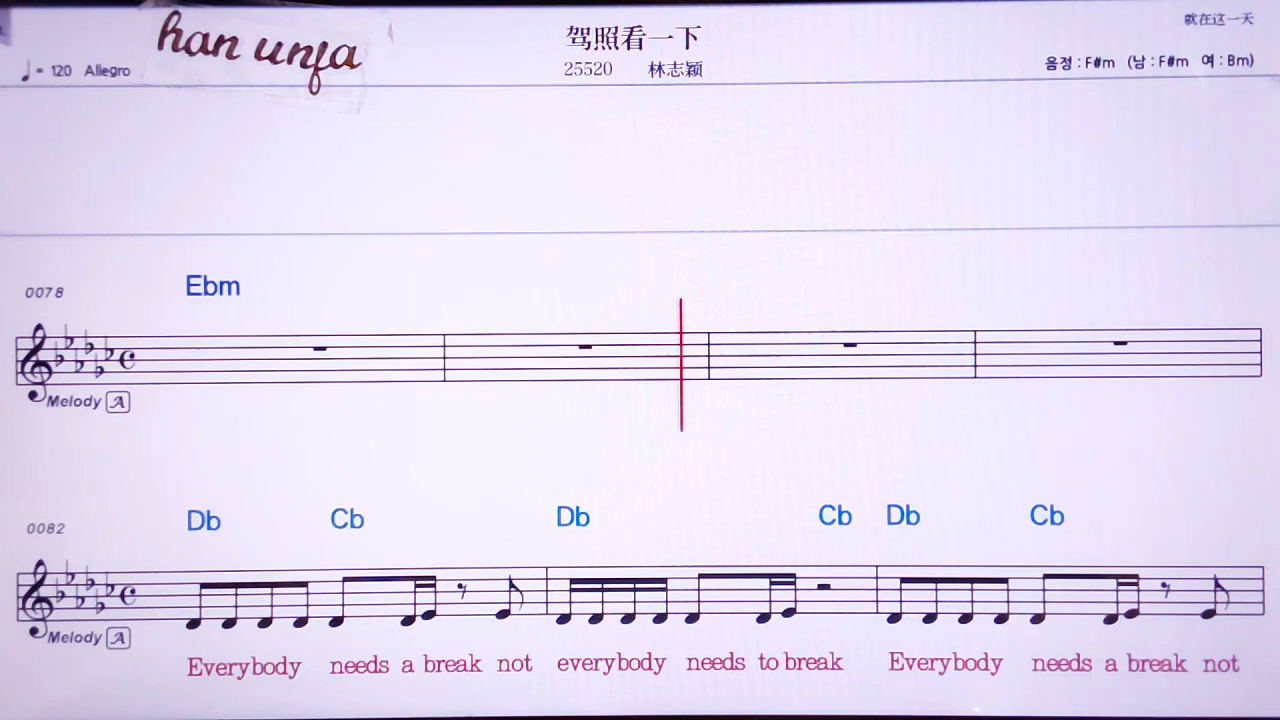 han unfa
驾照看一下
就在这一天
♩ = 120 Allegro
25520 林志颖
음정 : F#m (남 : F#m 여 : Bm)
0078 Ebm
Melody A
0082 Db Cb Db Cb Db Cb
Melody A
Everybody needs a break not everybody needs to break Everybody needs a break not